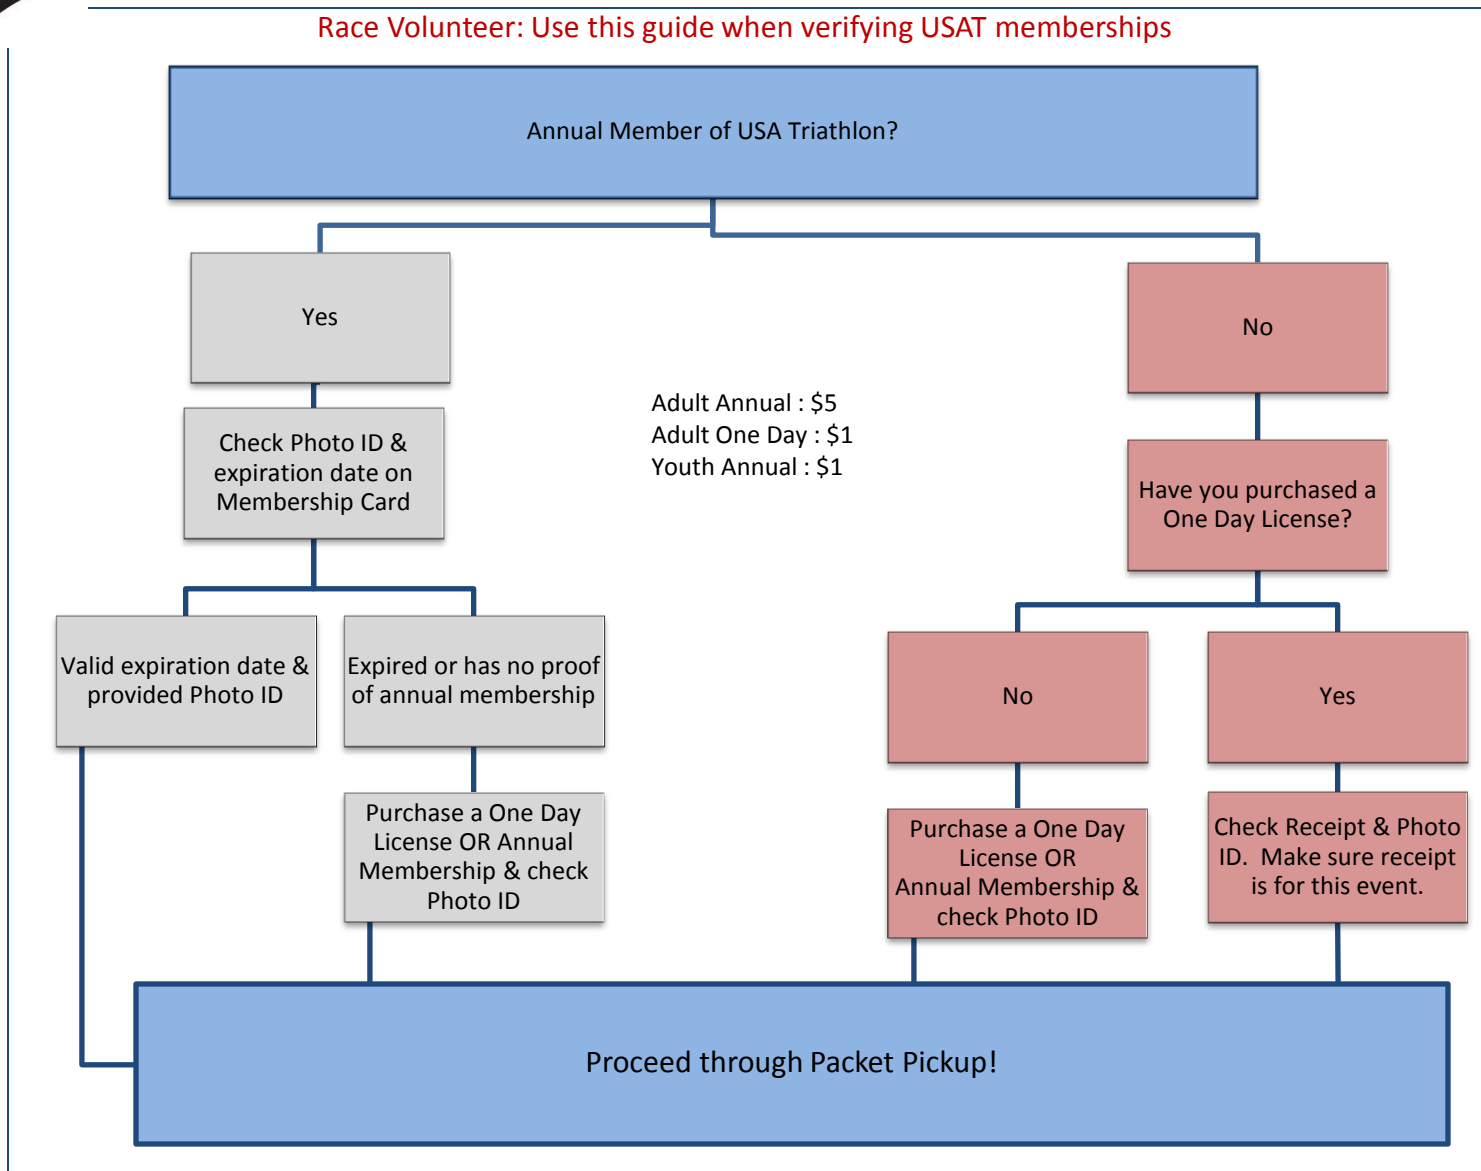 Race Volunteer: Use this guide when verifying USAT memberships
Annual Member of USA Triathlon?
Yes
No
Adult Annual : $5
Adult One Day : $1
Youth Annual : $1
Check Photo ID &
expiration date on
Membership Card
Have you purchased a
One Day License?
Valid expiration date &
provided Photo ID
Expired or has no proof
of annual membership
No
Yes
Purchase a One Day
License OR Annual
Membership & check
Photo ID
Purchase a One Day
License OR
Annual Membership &
check Photo ID
Check Receipt & Photo
ID.  Make sure receipt
is for this event.
Proceed through Packet Pickup!